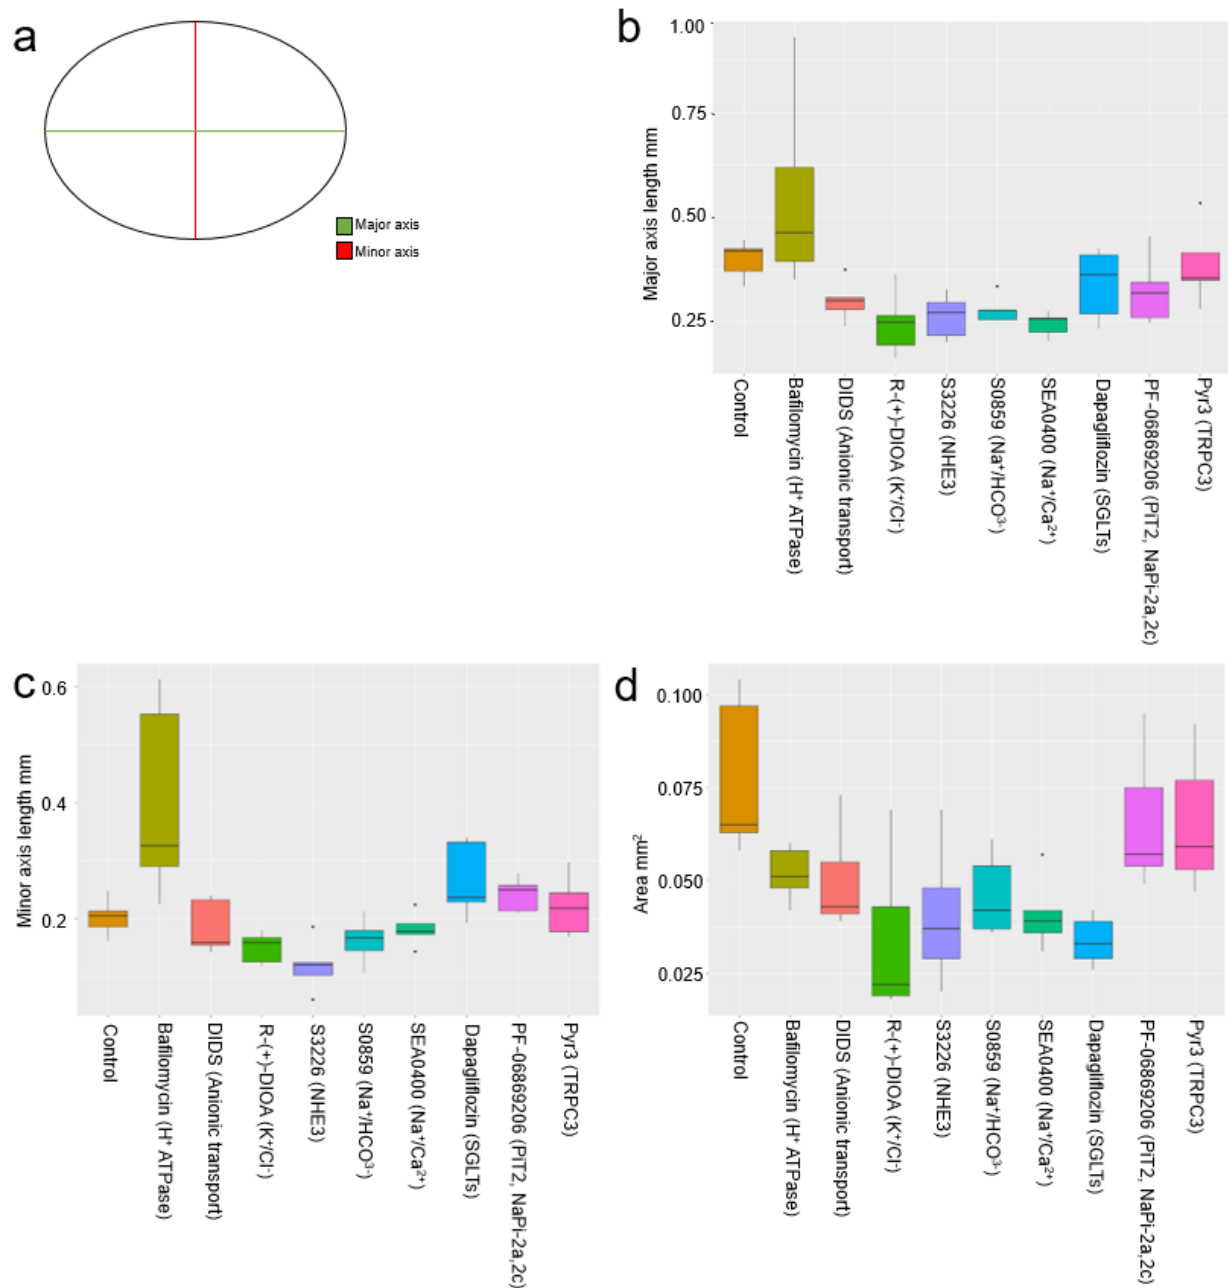 a
Major axis
Minor axis
b
Major axis length mm
1.00
0.75
0.50
0.25
Control
Bafilomycin (H⁺ ATPase)
DIDS (Anionic transport)
R-(+)-DIOA (K⁺/Cl⁻)
S3226 (NHE3)
S0859 (Na⁺/HCO³⁻)
SEA0400 (Na⁺/Ca²⁺)
Dapagliflozin (SGLTs)
PF-06869206 (PiT2, NaPi-2a,2c)
Pyr3 (TRPC3)
c
Minor axis length mm
0.6
0.4
0.2
Control
Bafilomycin (H⁺ ATPase)
DIDS (Anionic transport)
R-(+)-DIOA (K⁺/Cl⁻)
S3226 (NHE3)
S0859 (Na⁺/HCO³⁻)
SEA0400 (Na⁺/Ca²⁺)
Dapagliflozin (SGLTs)
PF-06869206 (PiT2, NaPi-2a,2c)
Pyr3 (TRPC3)
d
Area mm²
0.100
0.075
0.050
0.025
Control
Bafilomycin (H⁺ ATPase)
DIDS (Anionic transport)
R-(+)-DIOA (K⁺/Cl⁻)
S3226 (NHE3)
S0859 (Na⁺/HCO³⁻)
SEA0400 (Na⁺/Ca²⁺)
Dapagliflozin (SGLTs)
PF-06869206 (PiT2, NaPi-2a,2c)
Pyr3 (TRPC3)